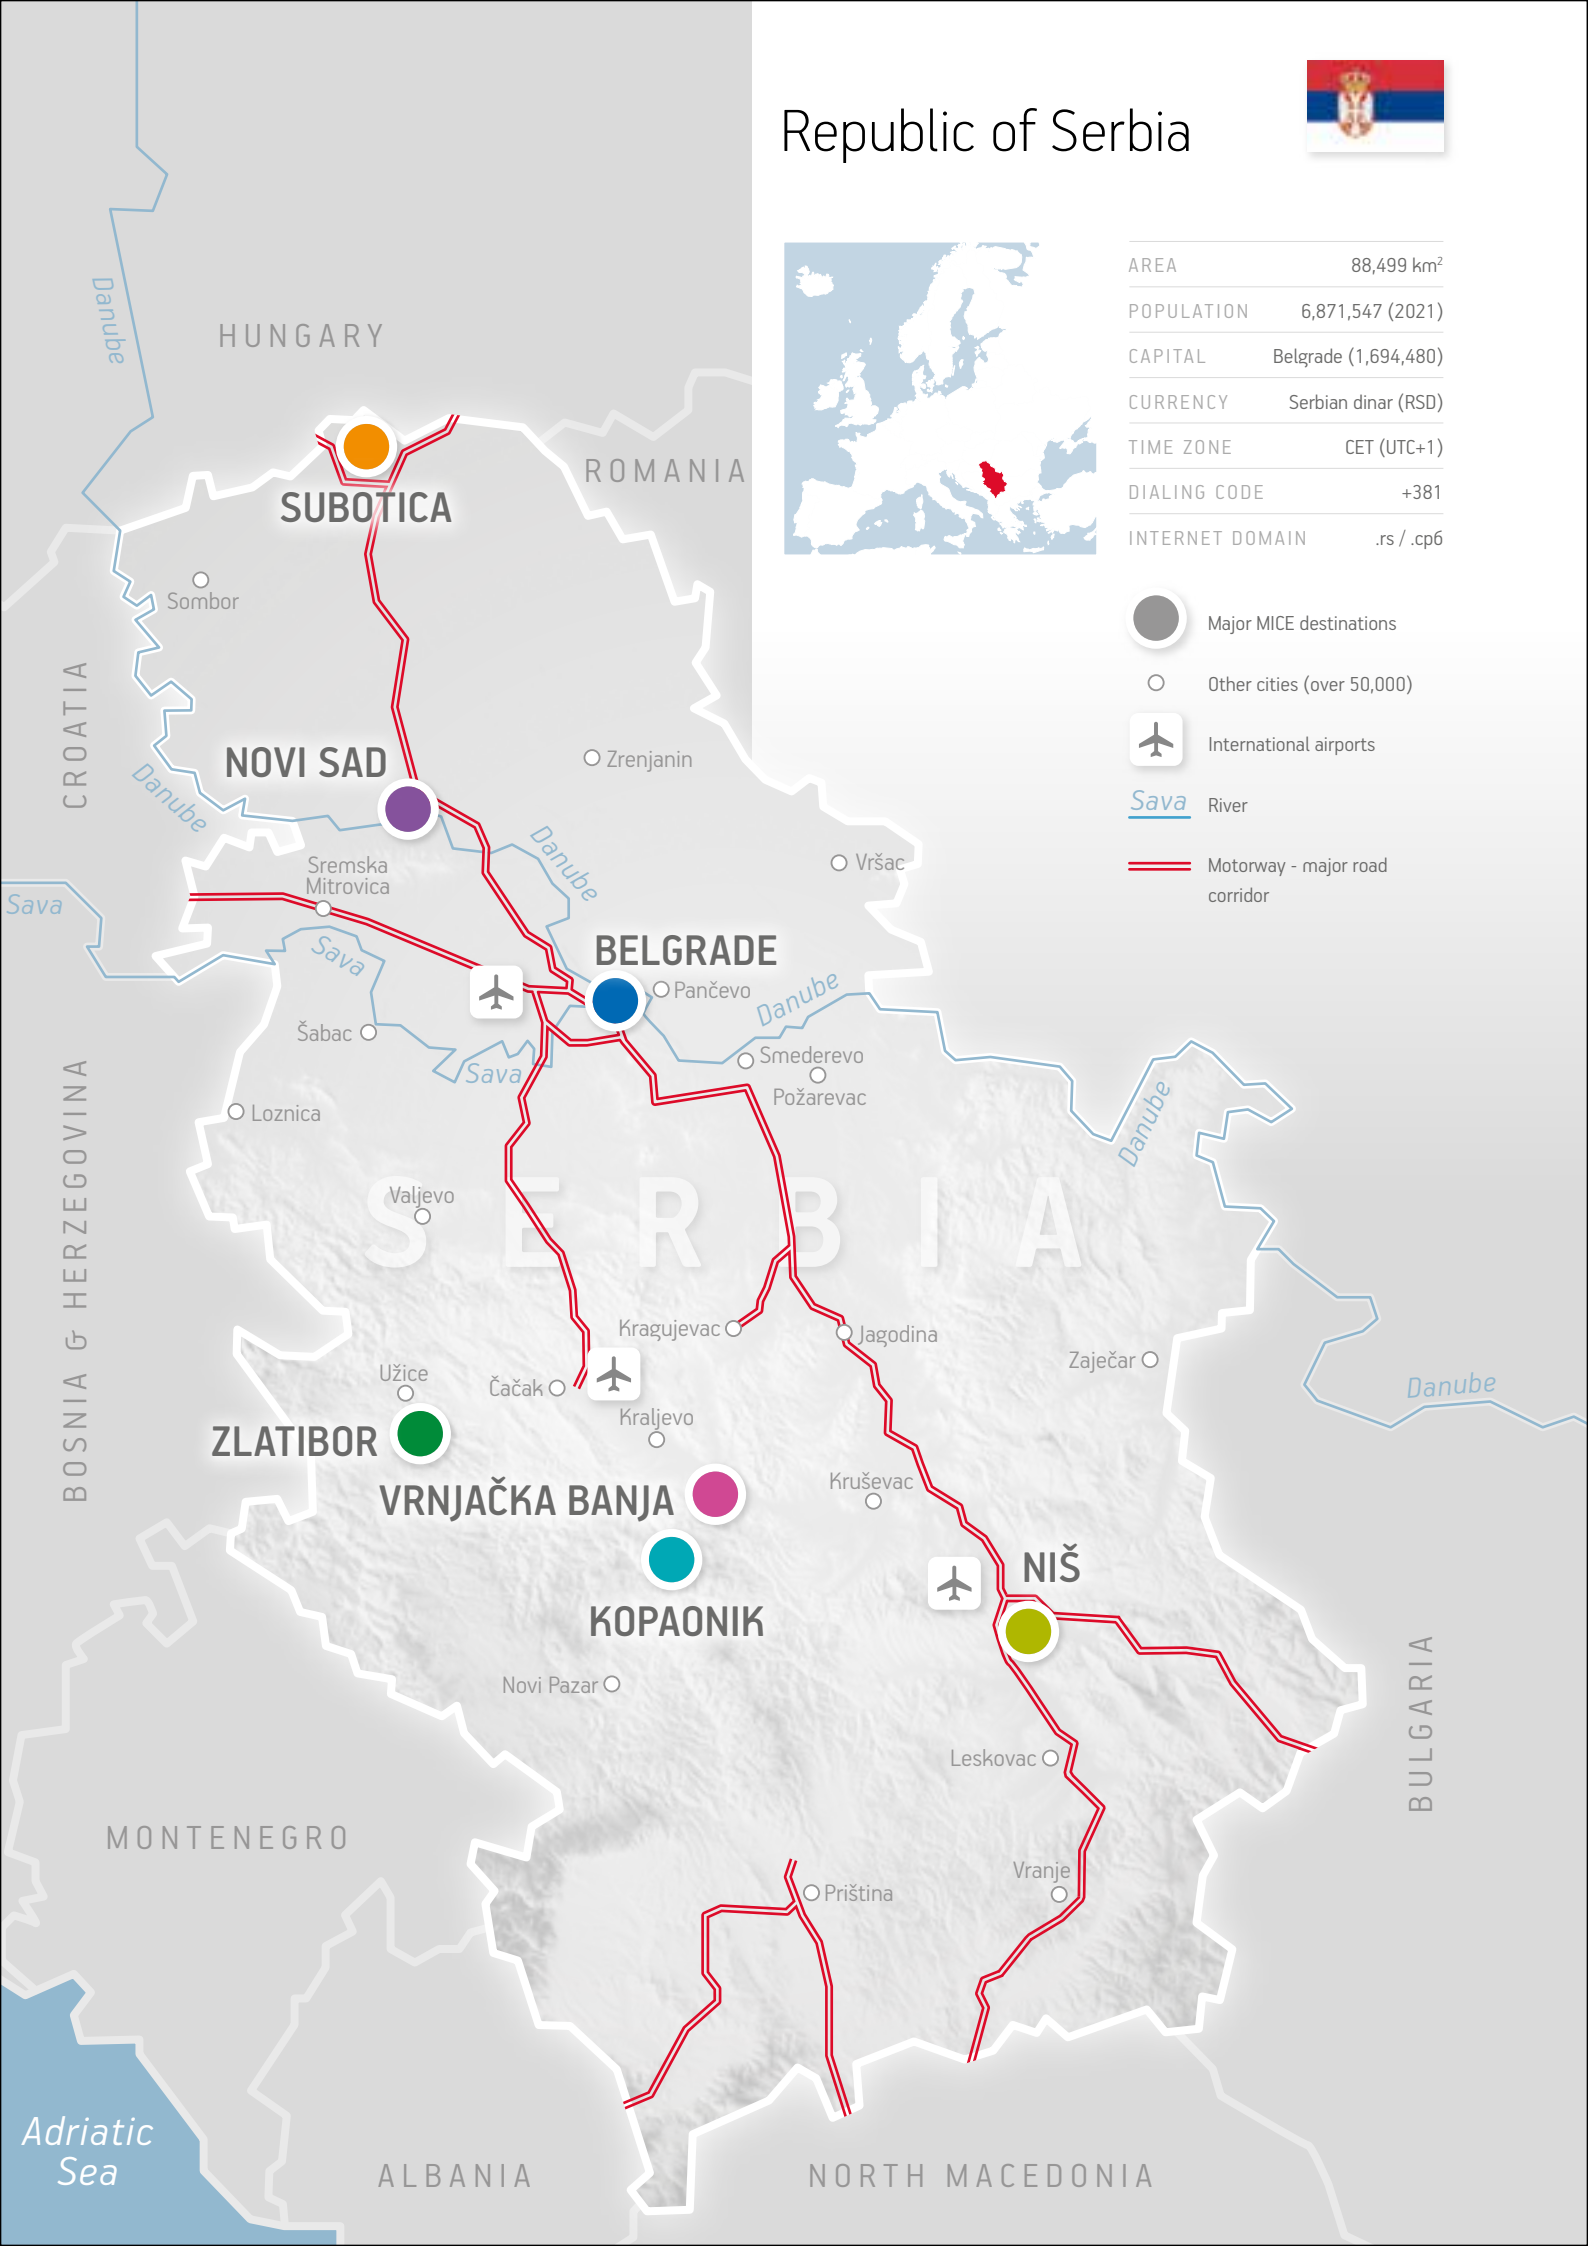 Republic of Serbia
AREA 88,499 km²
POPULATION 6,871,547 (2021)
CAPITAL Belgrade (1,694,480)
CURRENCY Serbian dinar (RSD)
TIME ZONE CET (UTC+1)
DIALING CODE +381
INTERNET DOMAIN .rs / .срб
Major MICE destinations
Other cities (over 50,000)
International airports
Sava River
Motorway - major road
corridor
Danube
HUNGARY
ROMANIA
SUBOTICA
Sombor
CROATIA
NOVI SAD
Zrenjanin
Danube
Danube
Vršac
Sremska
Mitrovica
Sava
Sava
BELGRADE
Pančevo
Danube
Šabac
Sava
Smederevo
Požarevac
Loznica
Danube
BOSNIA & HERZEGOVINA
SERBIA
Valjevo
Kragujevac
Jagodina
Zaječar
Užice
Čačak
Danube
Kraljevo
ZLATIBOR
VRNJAČKA BANJA
Kruševac
NIŠ
KOPAONIK
Novi Pazar
BULGARIA
Leskovac
MONTENEGRO
Vranje
Priština
Adriatic
Sea
ALBANIA
NORTH MACEDONIA